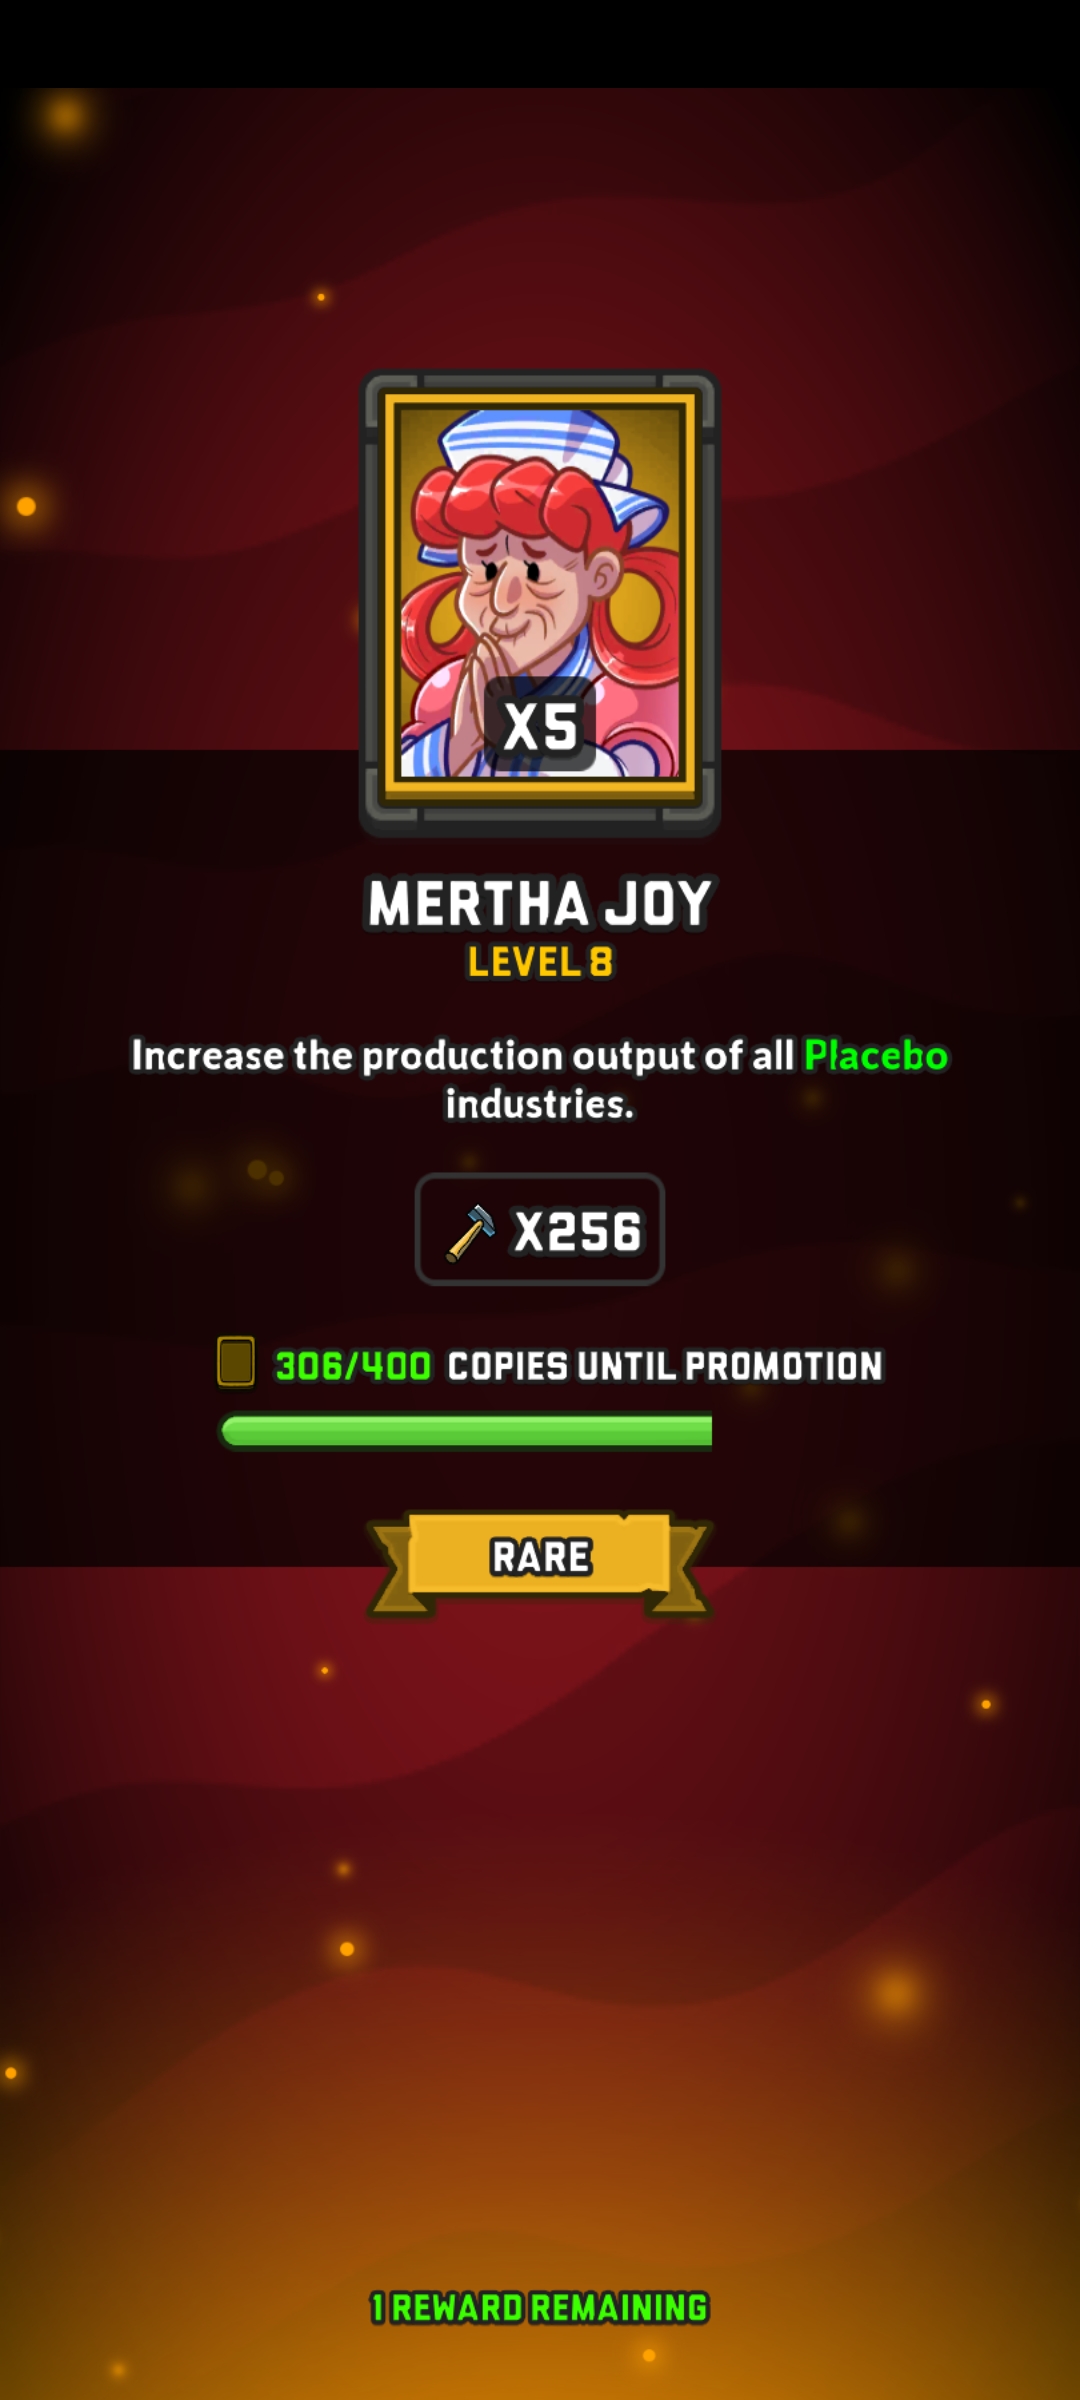 X5
MERTHA JOY
LEVEL 8
Increase the production output of all Placebo
industries.
X256
306/400 COPIES UNTIL PROMOTION
RARE
1 REWARD REMAINING